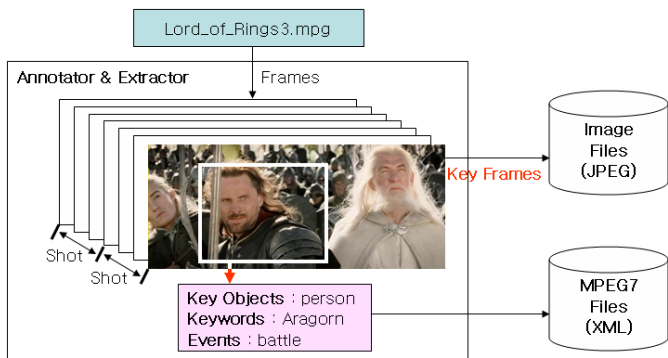 Lord_of_Rings3.mpg
Annotator & Extractor
Frames
Key Frames
Image
Files
(JPEG)
Shot
Shot
Key Objects : person
Keywords : Aragorn
Events : battle
MPEG7
Files
(XML)